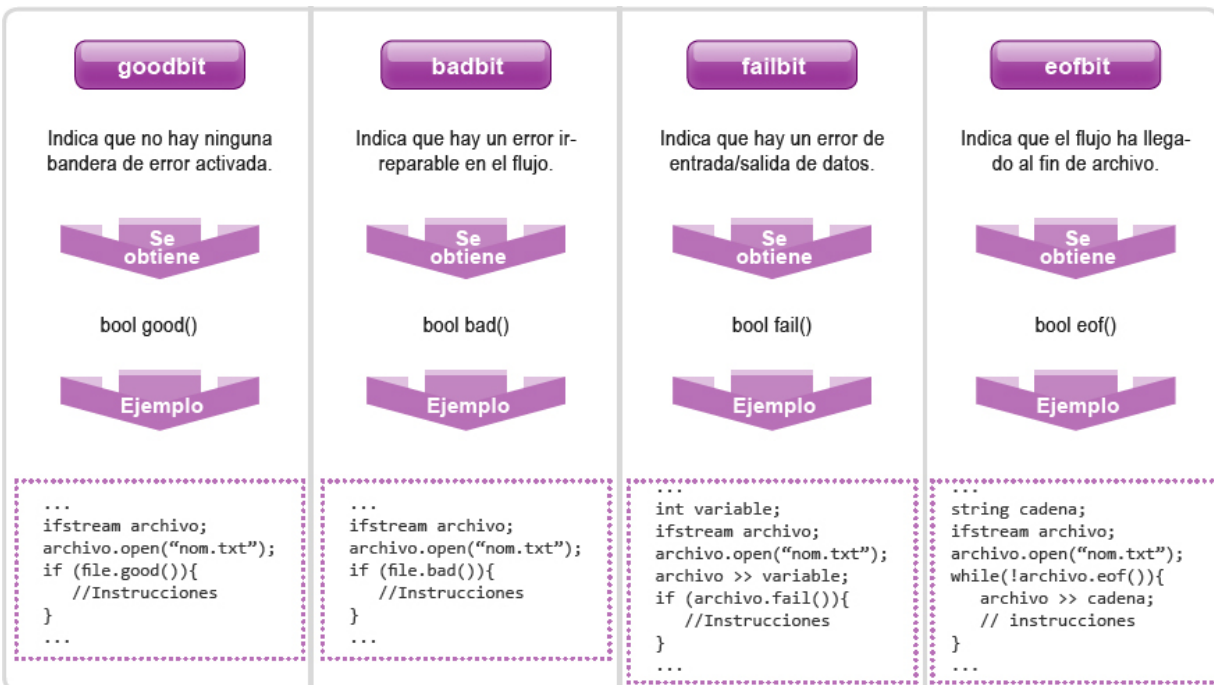 goodbit
Indica que no hay ninguna
bandera de error activada.
Se
obtiene
bool good()
Ejemplo
...
ifstream archivo;
archivo.open(“nom.txt”);
if (file.good()){
//Instrucciones
}
...
badbit
Indica que hay un error ir-
reparable en el flujo.
Se
obtiene
bool bad()
Ejemplo
...
ifstream archivo;
archivo.open(“nom.txt”);
if (file.bad()){
//Instrucciones
}
...
failbit
Indica que hay un error de
entrada/salida de datos.
Se
obtiene
bool fail()
Ejemplo
...
int variable;
ifstream archivo;
archivo.open(“nom.txt”);
archivo >> variable;
if (archivo.fail()){
//Instrucciones
}
...
eofbit
Indica que el flujo ha llega-
do al fin de archivo.
Se
obtiene
bool eof()
Ejemplo
...
string cadena;
ifstream archivo;
archivo.open(“nom.txt”);
while(!archivo.eof()){
archivo >> cadena;
// instrucciones
}
...